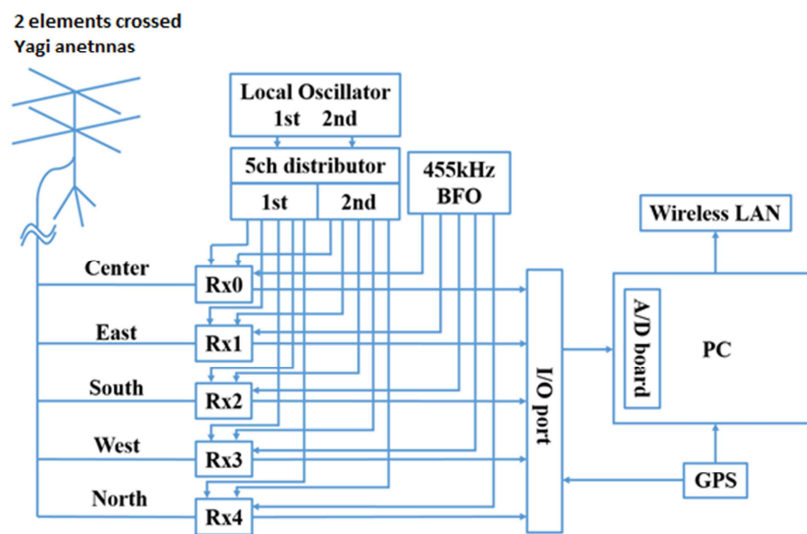 2 elements crossed
Yagi anetnnas
Local Oscillator
1st 2nd
5ch distributor
1st 2nd
455kHz
BFO
Wireless LAN
Center
Rx0
East
Rx1
South
Rx2
West
Rx3
North
Rx4
I/O port
A/D board
PC
GPS